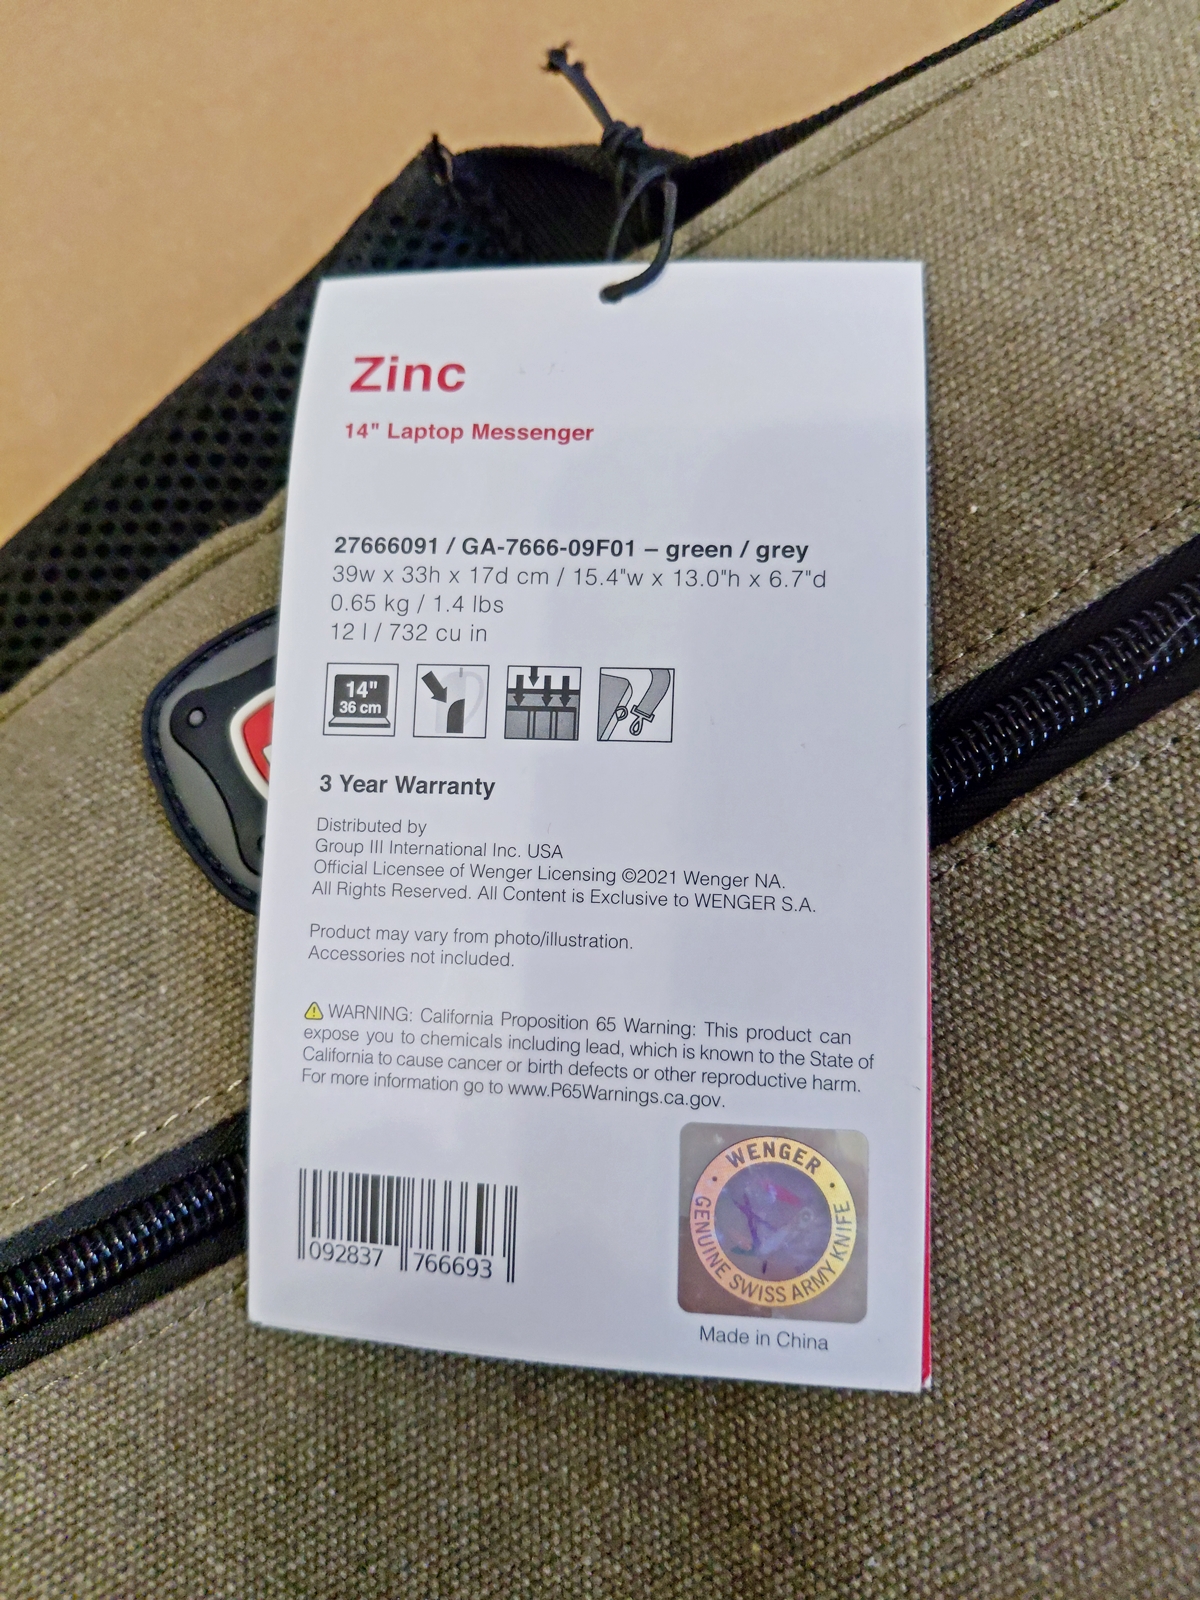 Zinc
14" Laptop Messenger
27666091 / GA-7666-09F01 – green / grey
39w x 33h x 17d cm / 15.4"w x 13.0"h x 6.7"d
0.65 kg / 1.4 lbs
12 l / 732 cu in
14"
36 cm
3 Year Warranty
Distributed by
Group III International Inc. USA
Official Licensee of Wenger Licensing ©2021 Wenger NA.
All Rights Reserved. All Content is Exclusive to WENGER S.A.
Product may vary from photo/illustration.
Accessories not included.
WARNING: California Proposition 65 Warning: This product can
expose you to chemicals including lead, which is known to the State of
California to cause cancer or birth defects or other reproductive harm.
For more information go to www.P65Warnings.ca.gov.
092837 766693
WENGER
GENUINE SWISS ARMY KNIFE
Made in China